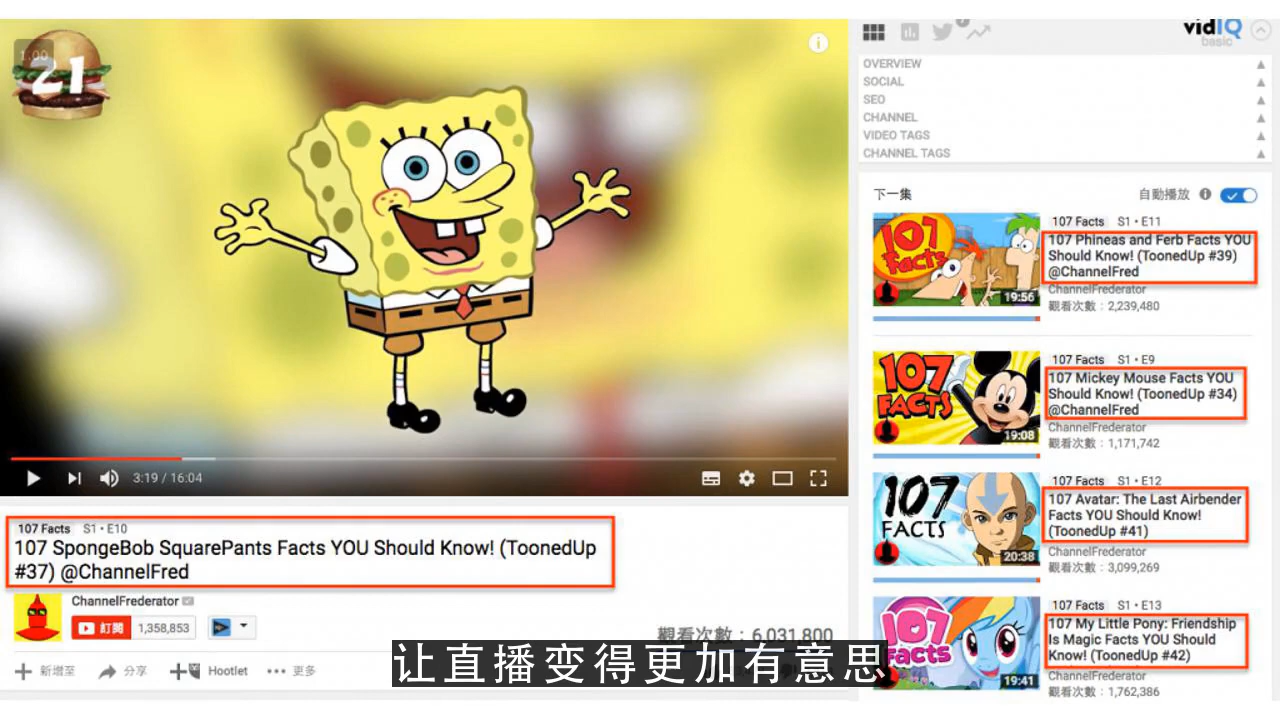 1.00
21
vidIQ
basic
OVERVIEW
SOCIAL
SEO
CHANNEL
VIDEO TAGS
CHANNEL TAGS
下一集
自動播放
107 Facts S1 • E11
107 Phineas and Ferb Facts YOU
Should Know! (ToonedUp #39)
@ChannelFred
ChannelFrederator
觀看次數：2,239,480
107
Facts
19:56
107 Facts S1 • E9
107 Mickey Mouse Facts YOU
Should Know! (ToonedUp #34)
@ChannelFred
ChannelFrederator
觀看次數：1,171,742
107
FACTS
19:08
107 Facts S1 • E12
107 Avatar: The Last Airbender
Facts YOU Should Know!
(ToonedUp #41)
ChannelFrederator
觀看次數：3,099,269
107
FACTS
20:38
107 Facts S1 • E13
107 My Little Pony: Friendship
Is Magic Facts YOU Should
Know! (ToonedUp #42)
ChannelFrederator
觀看次數：1,762,386
107
Facts
19:41
3:19 / 16:04
107 Facts S1 • E10
107 SpongeBob SquarePants Facts YOU Should Know! (ToonedUp
#37) @ChannelFred
ChannelFrederator
訂閱 1,358,853
觀看次數：6,031,800
新增至 分享 Hootlet 更多
让直播变得更加有意思